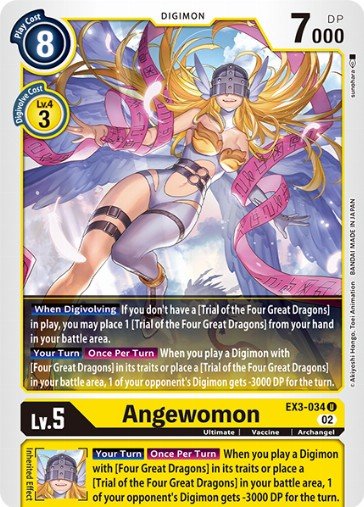 Play Cost
8
DIGIMON
7000
DP
Digivolve Cost
Lv.4
3
sunohara
When Digivolving If you don't have a [Trial of the Four Great Dragons]
in play, you may place 1 [Trial of the Four Great Dragons] from your hand
in your battle area.
Your Turn Once Per Turn When you play a Digimon
with [Four Great Dragons] in its traits or place a
[Trial of the Four Great Dragons] in your battle area, 1 of your opponent's Digimon gets -3000 DP for the turn.
© Akiyoshi Hongo, Toei Animation BANDAI MADE IN JAPAN
Lv.5
Angewomon
EX3-034 U
02
Ultimate | Vaccine | Archangel
Inherited Effect
Your Turn Once Per Turn When you play a Digimon
with [Four Great Dragons] in its traits or place a
[Trial of the Four Great Dragons] in your battle area, 1
of your opponent's Digimon gets -3000 DP for the turn.